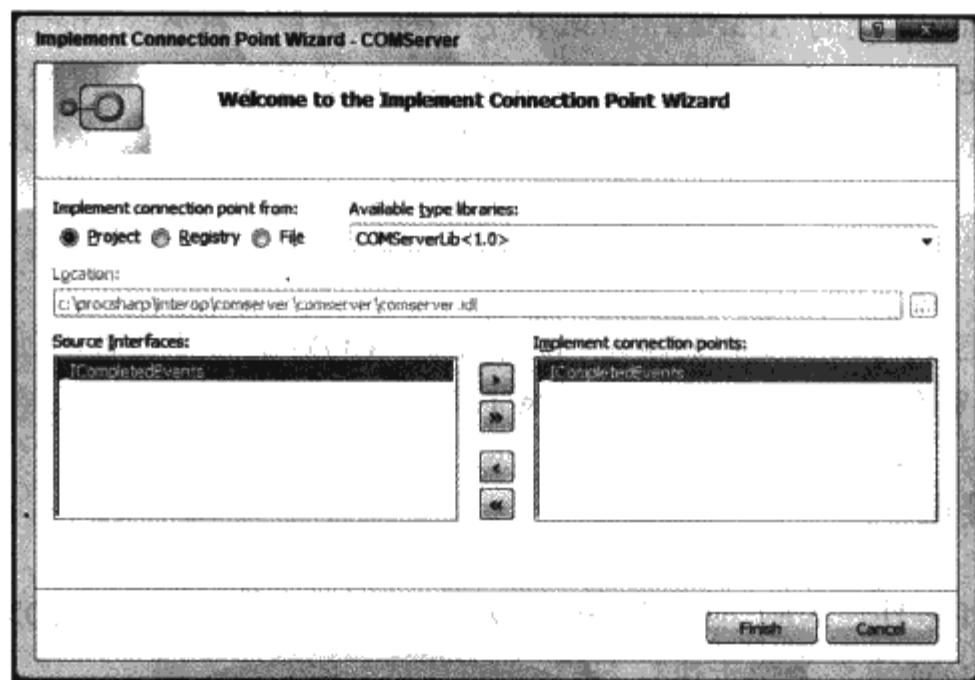 Implement Connection Point Wizard - COMServer
Welcome to the Implement Connection Point Wizard
Implement connection point from:
Available type libraries:
Project Registry File
COMServerLib<1.0>
Location:
c:\procsharp\interop\comserver\comserver\comserver.idl
...
Source Interfaces:
Implement connection points:
_ICompletedEvents
_ICompletedEvents
>
>>
<
<<
Finish
Cancel